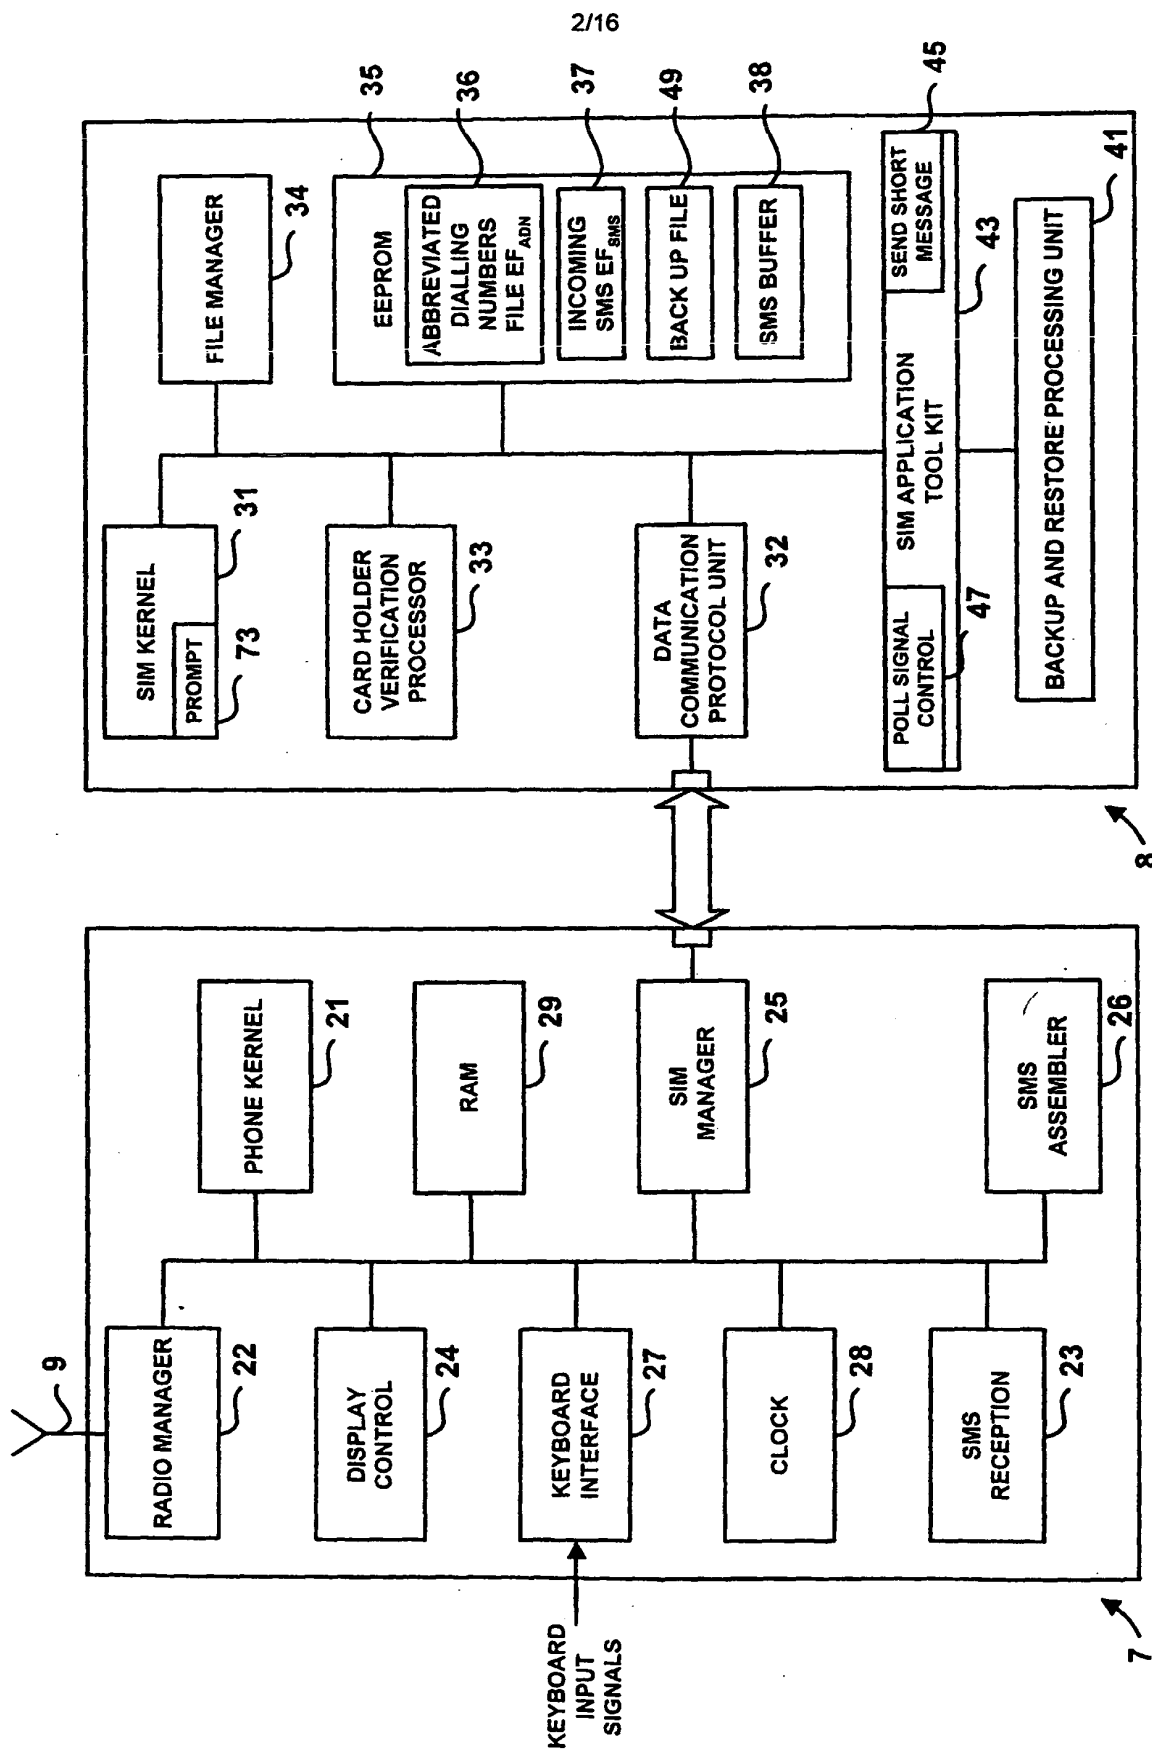 2/16
9
RADIO MANAGER
22
PHONE KERNEL
21
DISPLAY
CONTROL
24
RAM
29
KEYBOARD
INPUT
SIGNALS
KEYBOARD
INTERFACE
27
SIM
MANAGER
25
CLOCK
28
SMS
RECEPTION
23
SMS
ASSEMBLER
26
7
SIM KERNEL
PROMPT
73
31
FILE MANAGER
34
CARD HOLDER
VERIFICATION
PROCESSOR
33
EEPROM
35
ABBREVIATED
DIALLING
NUMBERS
FILE EF ADN
36
INCOMING
SMS EF SMS
37
BACK UP FILE
49
SMS BUFFER
38
DATA
COMMUNICATION
PROTOCOL UNIT
32
POLL SIGNAL
CONTROL
47
SIM APPLICATION
TOOL KIT
43
SEND SHORT
MESSAGE
45
BACKUP AND RESTORE PROCESSING UNIT
41
8